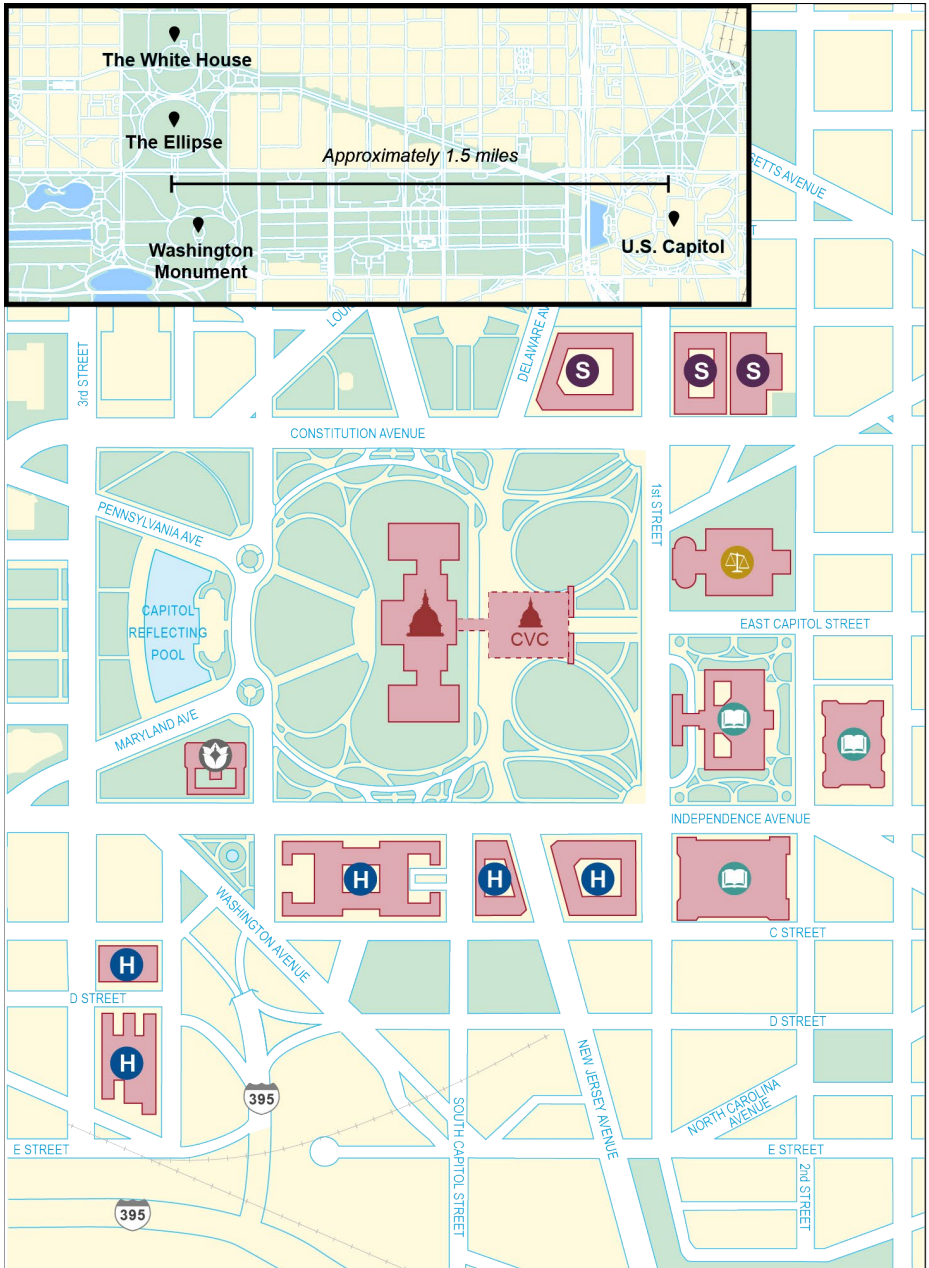 The White House
The Ellipse
Approximately 1.5 miles
Washington
Monument
U.S. Capitol
SETTS AVENUE
T
LOUI
DELAWARE AV
3rd STREET
S
S
S
CONSTITUTION AVENUE
1st STREET
PENNSYLVANIA AVE
CAPITOL
REFLECTING
POOL
CVC
EAST CAPITOL STREET
MARYLAND AVE
INDEPENDENCE AVENUE
H
H
H
WASHINGTON AVENUE
C STREET
H
D STREET
D STREET
H
NEW JERSEY AVENUE
395
SOUTH CAPITOL STREET
NORTH CAROLINA
AVENUE
E STREET
E STREET
2nd STREET
395